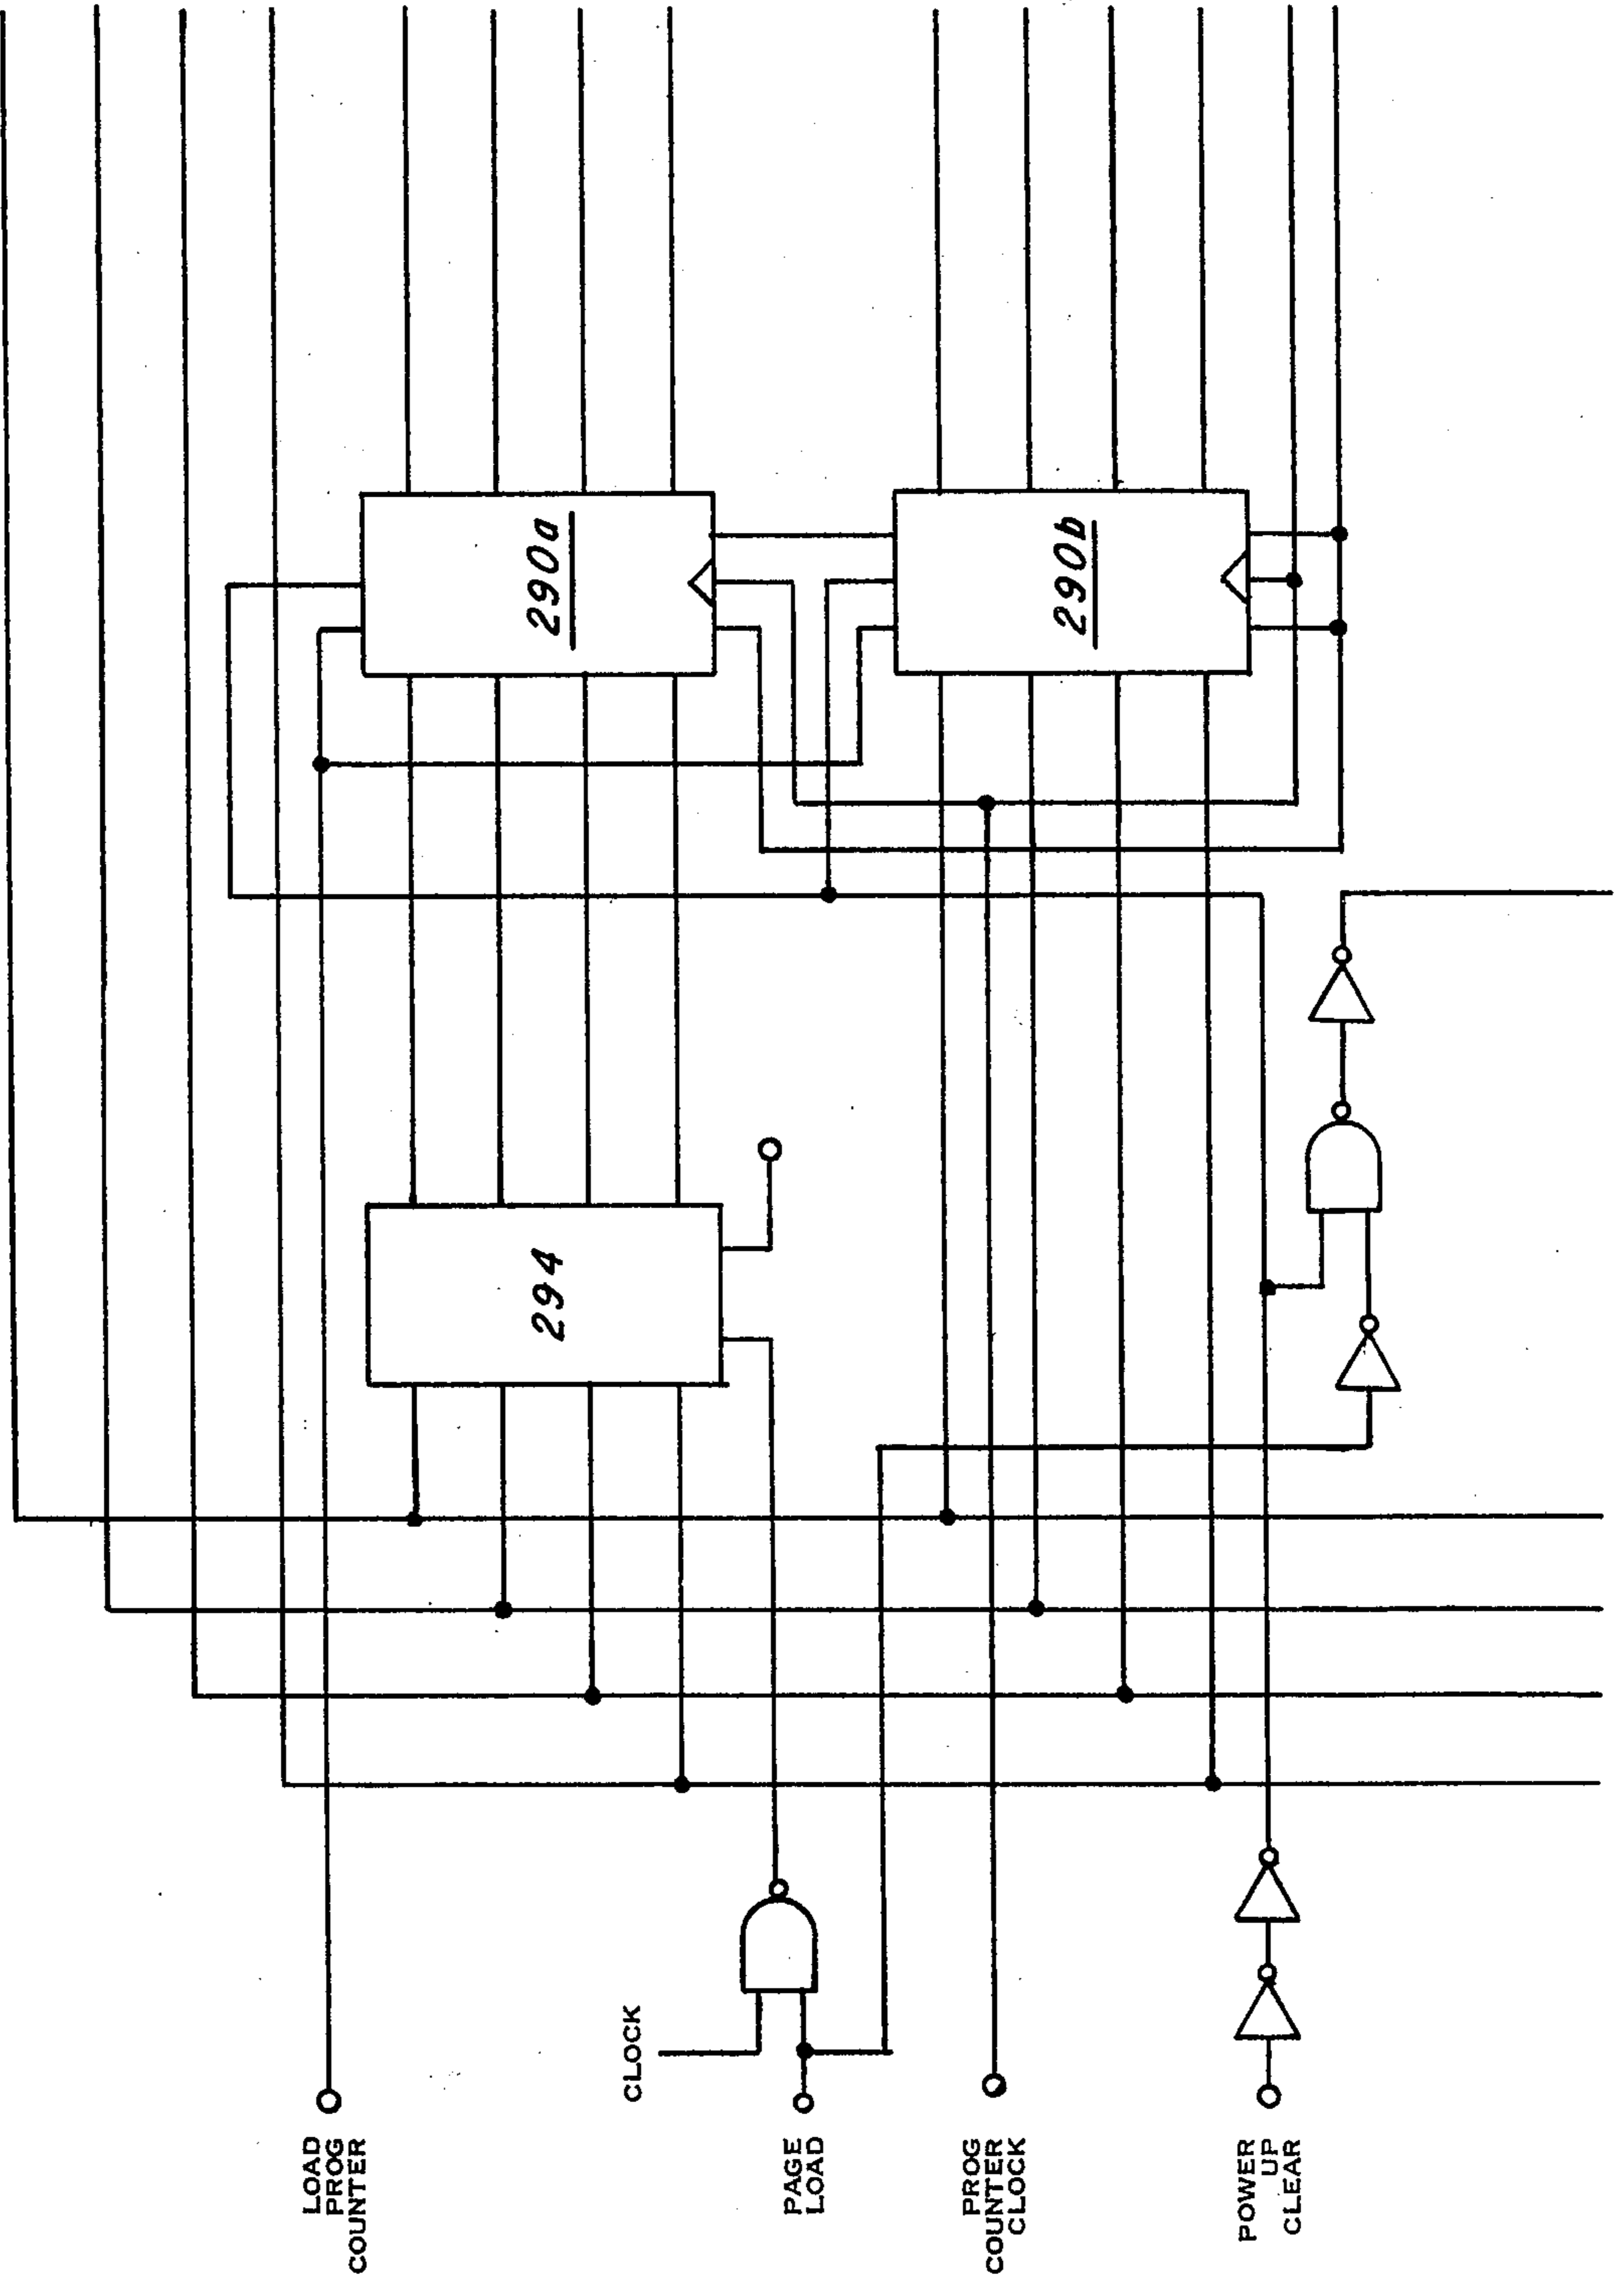 290a
290b
294
CLOCK
LOAD
PROG
COUNTER
PAGE
LOAD
PROG
COUNTER
CLOCK
POWER
UP
CLEAR